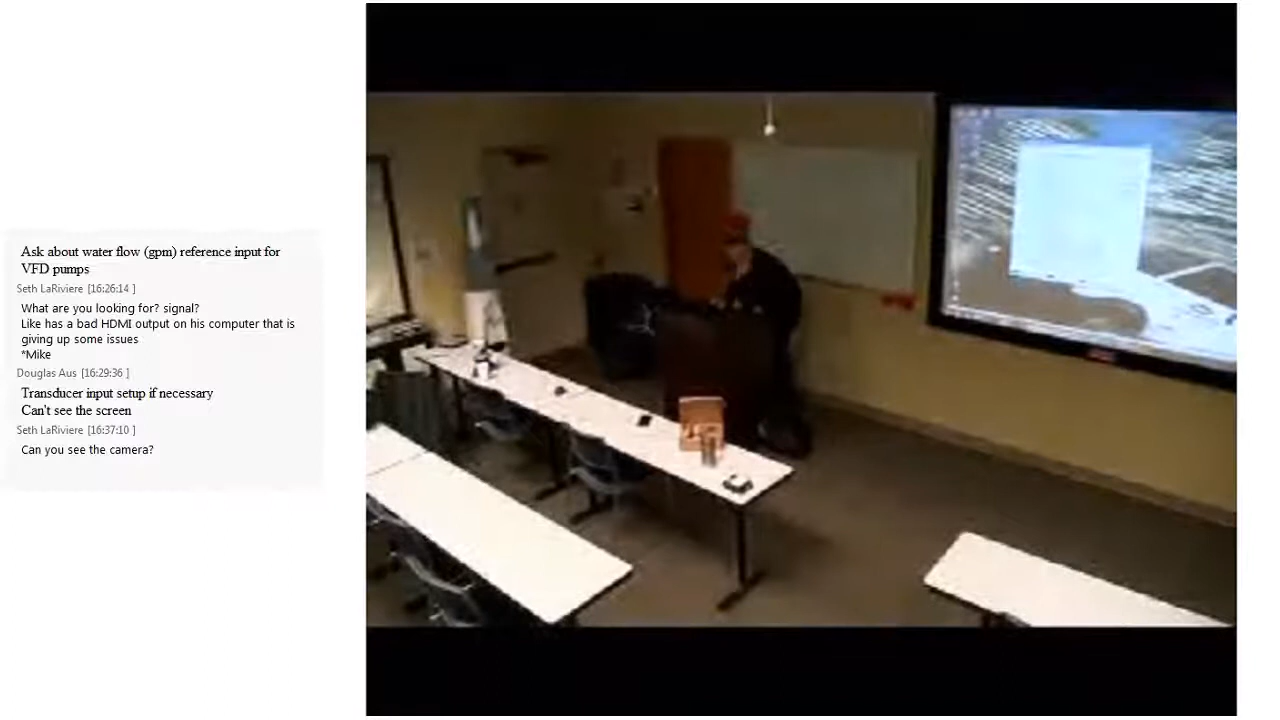 Ask about water flow (gpm) reference input for
VFD pumps
Seth LaRiviere [16:26:14 ]
What are you looking for? signal?
Like has a bad HDMI output on his computer that is
giving up some issues
*Mike
Douglas Aus [16:29:36 ]
Transducer input setup if necessary
Can't see the screen
Seth LaRiviere [16:37:10 ]
Can you see the camera?